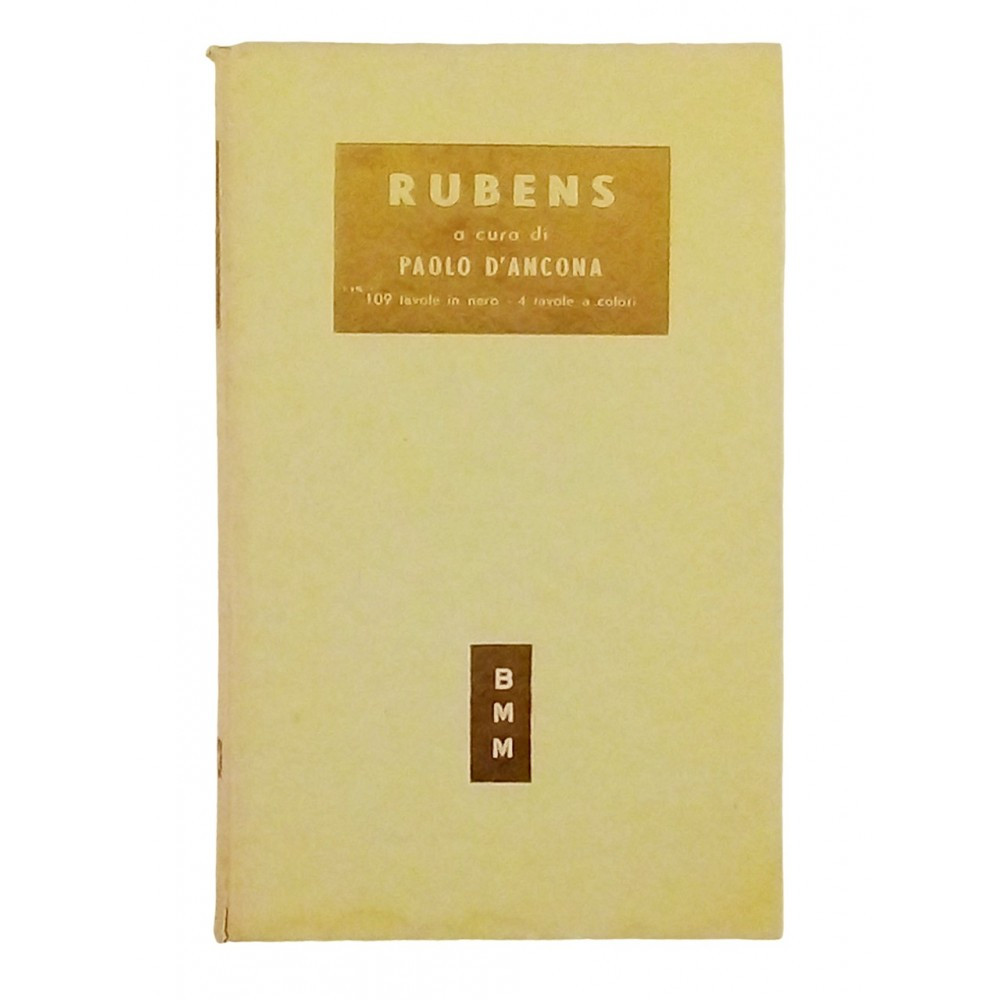 RUBENS
a cura di
PAOLO D'ANCONA
109 tavole in nero - 4 tavole a colori
B
M
M